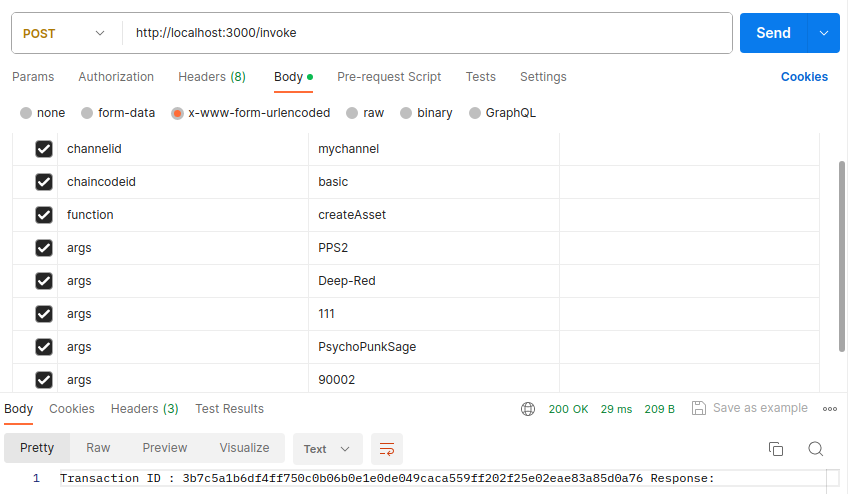 POST http://localhost:3000/invoke Send
Params Authorization Headers (8) Body Pre-request Script Tests Settings Cookies
none form-data x-www-form-urlencoded raw binary GraphQL
channelid mychannel
chaincodeid basic
function createAsset
args PPS2
args Deep-Red
args 111
args PsychoPunkSage
args 90002
Body Cookies Headers (3) Test Results 200 OK 29 ms 209 B Save as example
Pretty Raw Preview Visualize Text
1 Transaction ID : 3b7c5a1b6df4ff750c0b06b0e1e0de049caca559ff202f25e02eae83a85d0a76 Response: